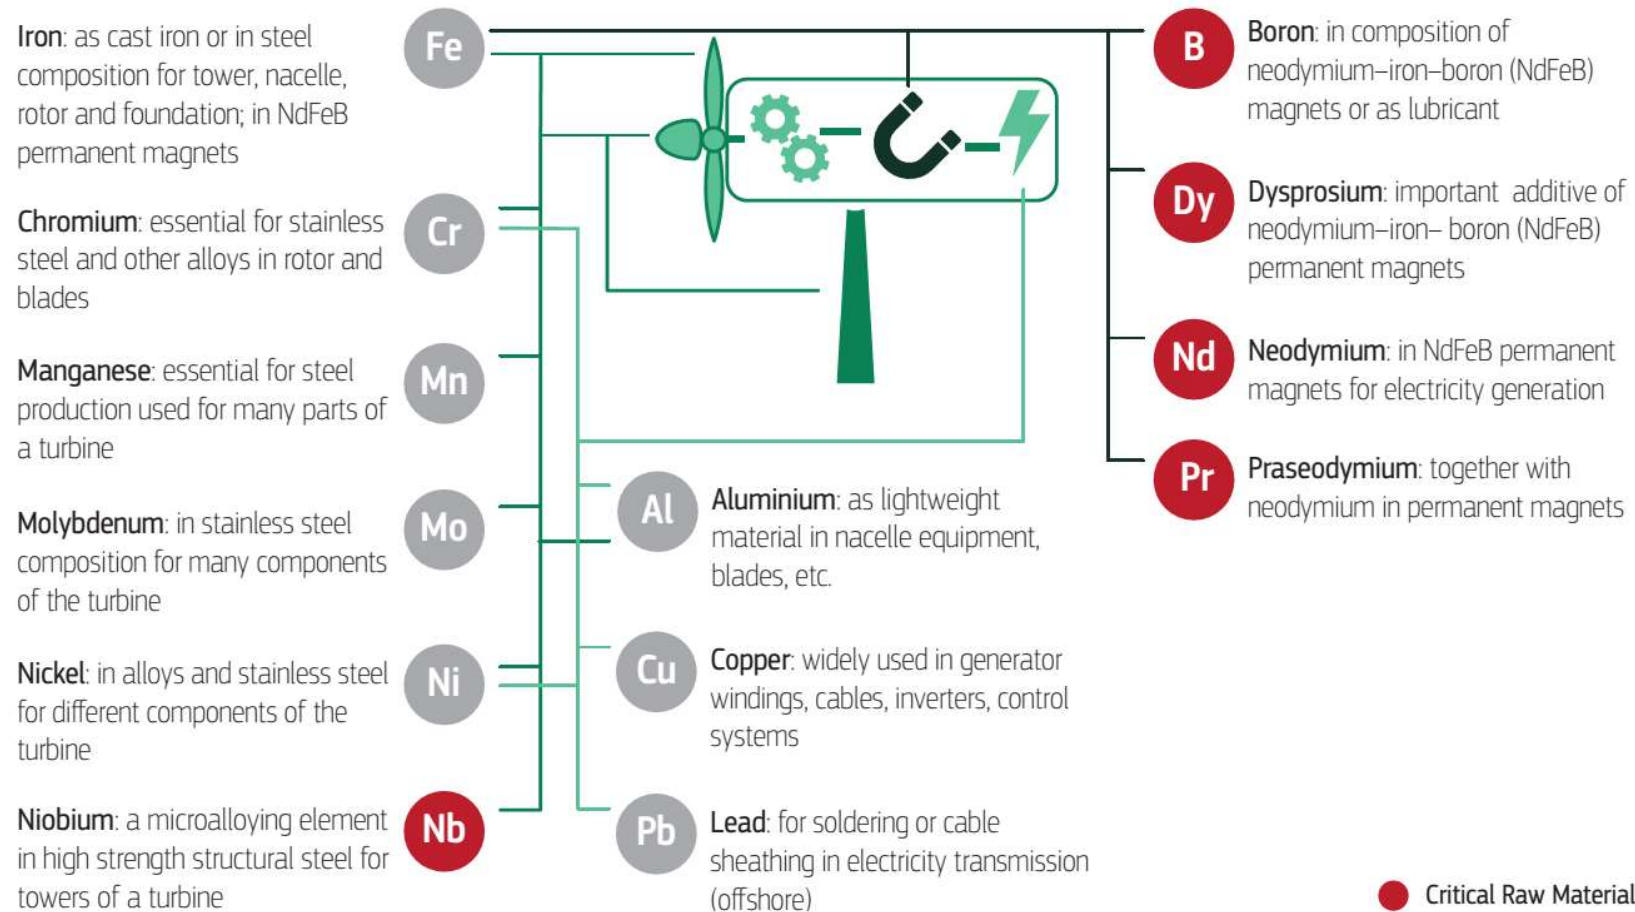 Iron: as cast iron or in steel
composition for tower, nacelle,
rotor and foundation; in NdFeB
permanent magnets
Fe
Chromium: essential for stainless
steel and other alloys in rotor and
blades
Cr
Manganese: essential for steel
production used for many parts of
a turbine
Mn
Molybdenum: in stainless steel
composition for many components
of the turbine
Mo
Nickel: in alloys and stainless steel
for different components of the
turbine
Ni
Niobium: a microalloying element
in high strength structural steel for
towers of a turbine
Nb
Al
Aluminium: as lightweight
material in nacelle equipment,
blades, etc.
Cu
Copper: widely used in generator
windings, cables, inverters, control
systems
Pb
Lead: for soldering or cable
sheathing in electricity transmission
(offshore)
B
Boron: in composition of
neodymium–iron–boron (NdFeB)
magnets or as lubricant
Dy
Dysprosium: important additive of
neodymium–iron– boron (NdFeB)
permanent magnets
Nd
Neodymium: in NdFeB permanent
magnets for electricity generation
Pr
Praseodymium: together with
neodymium in permanent magnets
Critical Raw Material